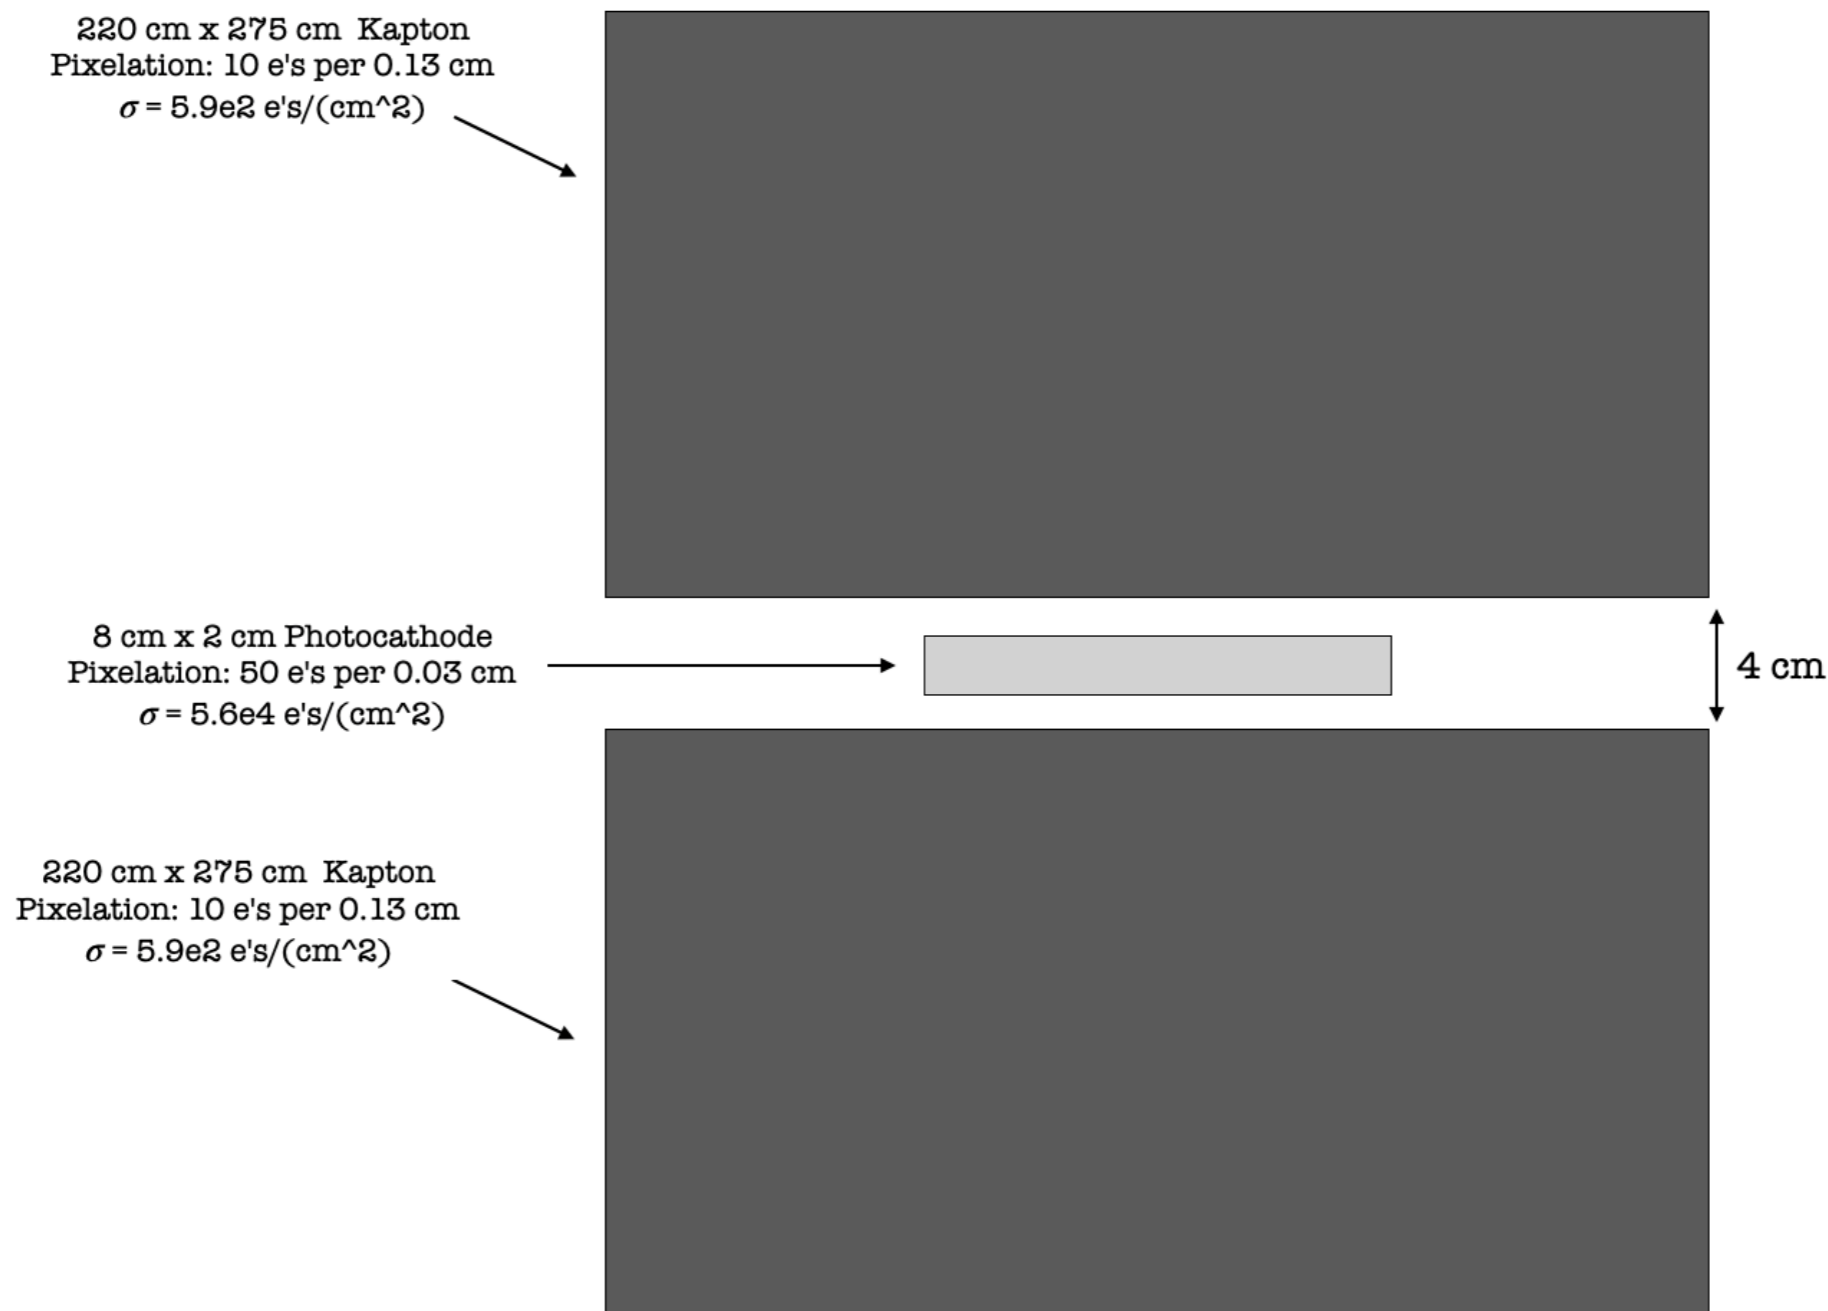 220 cm x 275 cm  Kapton
Pixelation: 10 e's per 0.13 cm
σ = 5.9e2 e's/(cm^2)
8 cm x 2 cm Photocathode
Pixelation: 50 e's per 0.03 cm
σ = 5.6e4 e's/(cm^2)
4 cm
220 cm x 275 cm  Kapton
Pixelation: 10 e's per 0.13 cm
σ = 5.9e2 e's/(cm^2)